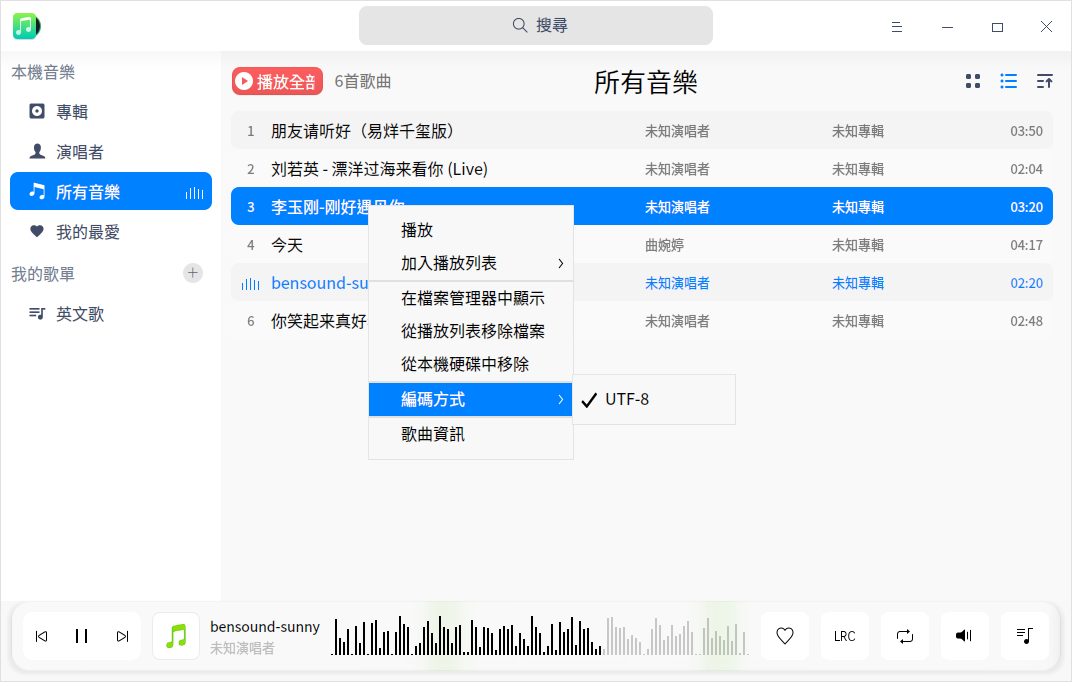 搜尋
本機音樂
專輯
演唱者
所有音樂
我的最愛
我的歌單
英文歌
播放全音
6首歌曲
所有音樂
1 朋友请听好（易烊千玺版） 未知演唱者 未知專輯 03:50
2 刘若英 - 漂洋过海来看你 (Live) 未知演唱者 未知專輯 02:04
3 李玉刚-刚好遇见你 未知演唱者 未知專輯 03:20
4 今天 曲婉婷 未知專輯 04:17
bensound-su 未知演唱者 未知專輯 02:20
6 你笑起来真好 未知演唱者 未知專輯 02:48
播放
加入播放列表
在檔案管理器中顯示
從播放列表移除檔案
從本機硬碟中移除
編碼方式
UTF-8
歌曲資訊
bensound-sunny
未知演唱者
LRC